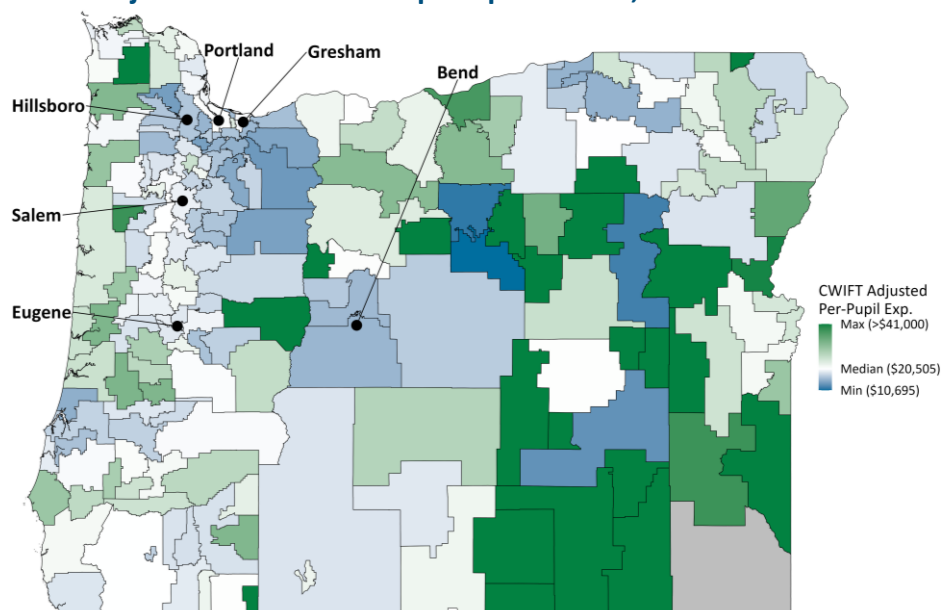 Portland
Gresham
Bend
Hillsboro
Salem
Eugene
CWIFT Adjusted
Per-Pupil Exp.
Max (>$41,000)
Median ($20,505)
Min ($10,695)